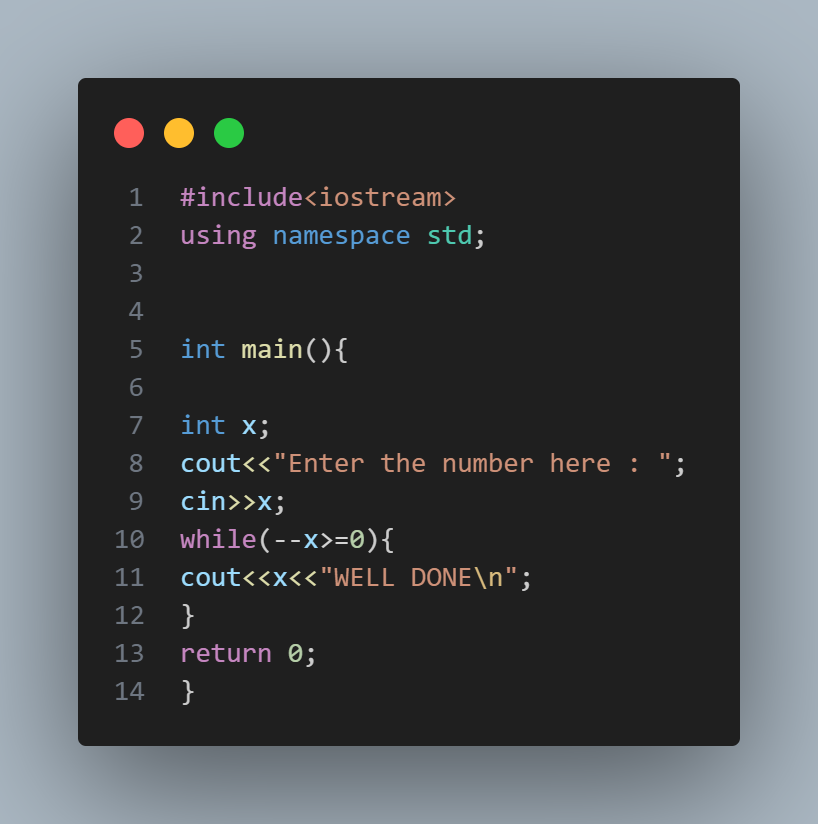 1 #include<iostream>
2 using namespace std;
3
4
5 int main(){
6
7 int x;
8 cout<<"Enter the number here : ";
9 cin>>x;
10 while(--x>=0){
11 cout<<x<<"WELL DONE\n";
12 }
13 return 0;
14 }